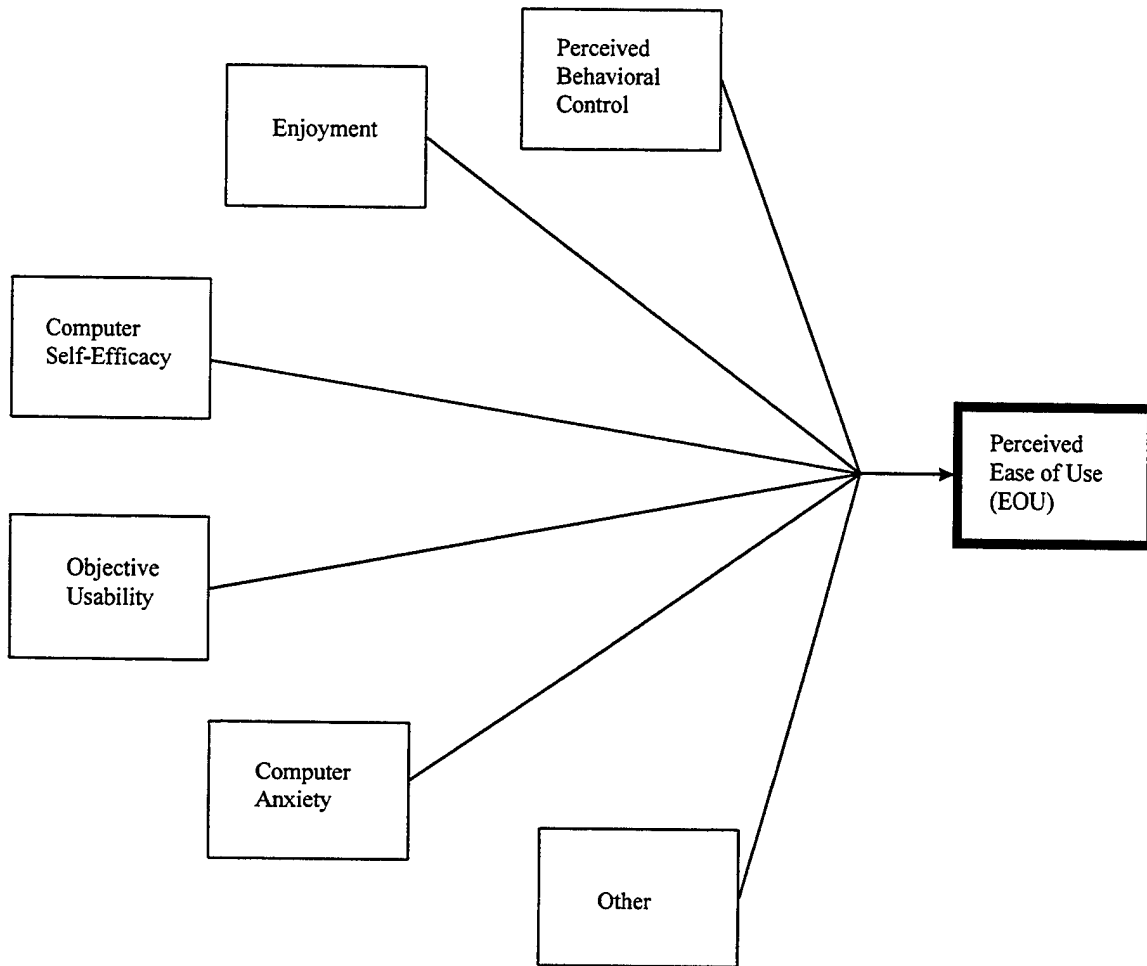 Perceived
Behavioral
Control
Enjoyment
Computer
Self-Efficacy
Perceived
Ease of Use
(EOU)
Objective
Usability
Computer
Anxiety
Other